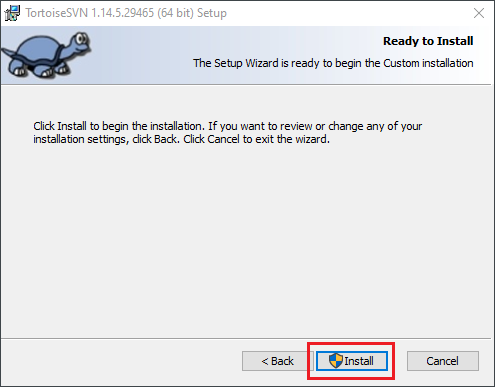 TortoiseSVN 1.14.5.29465 (64 bit) Setup
Ready to Install
The Setup Wizard is ready to begin the Custom installation
Click Install to begin the installation. If you want to review or change any of your
installation settings, click Back. Click Cancel to exit the wizard.
< Back
Install
Cancel